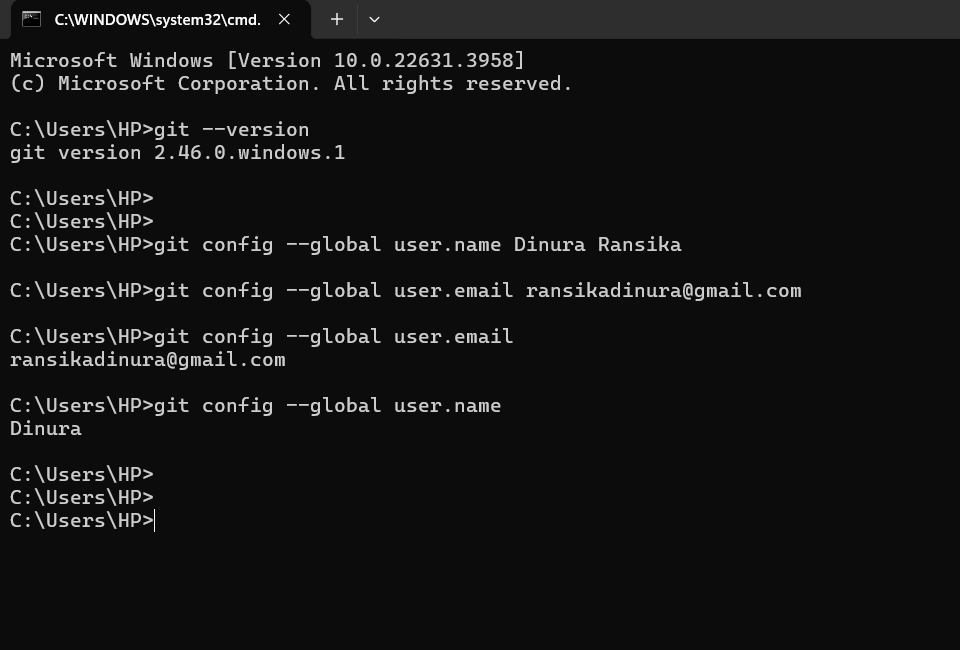 C:\WINDOWS\system32\cmd.
Microsoft Windows [Version 10.0.22631.3958]
(c) Microsoft Corporation. All rights reserved.
C:\Users\HP>git --version
git version 2.46.0.windows.1
C:\Users\HP>
C:\Users\HP>
C:\Users\HP>git config --global user.name Dinura Ransika
C:\Users\HP>git config --global user.email ransikadinura@gmail.com
C:\Users\HP>git config --global user.email
ransikadinura@gmail.com
C:\Users\HP>git config --global user.name
Dinura
C:\Users\HP>
C:\Users\HP>
C:\Users\HP>